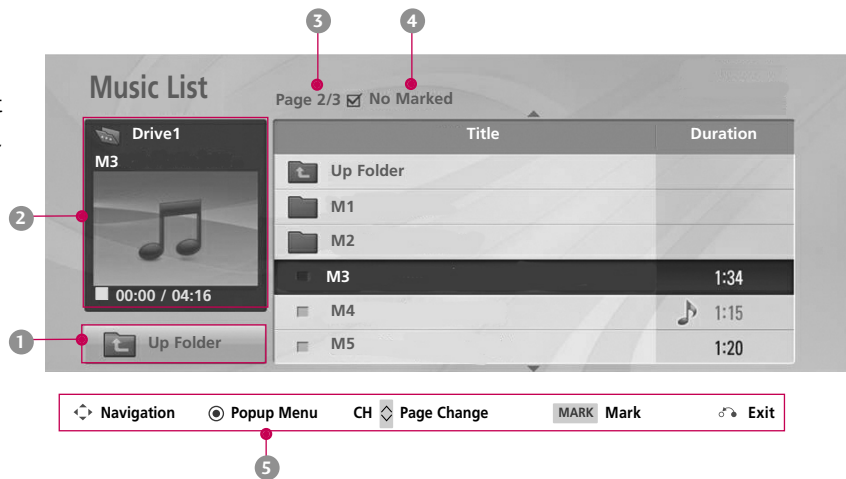 3 4
Music List
Page 2/3 No Marked
Drive1
M3
00:00 / 04:16
Up Folder
Title Duration
Up Folder
M1
M2
M3 1:34
M4 1:15
M5 1:20
2
1
Navigation Popup Menu CH Page Change MARK Mark Exit
5